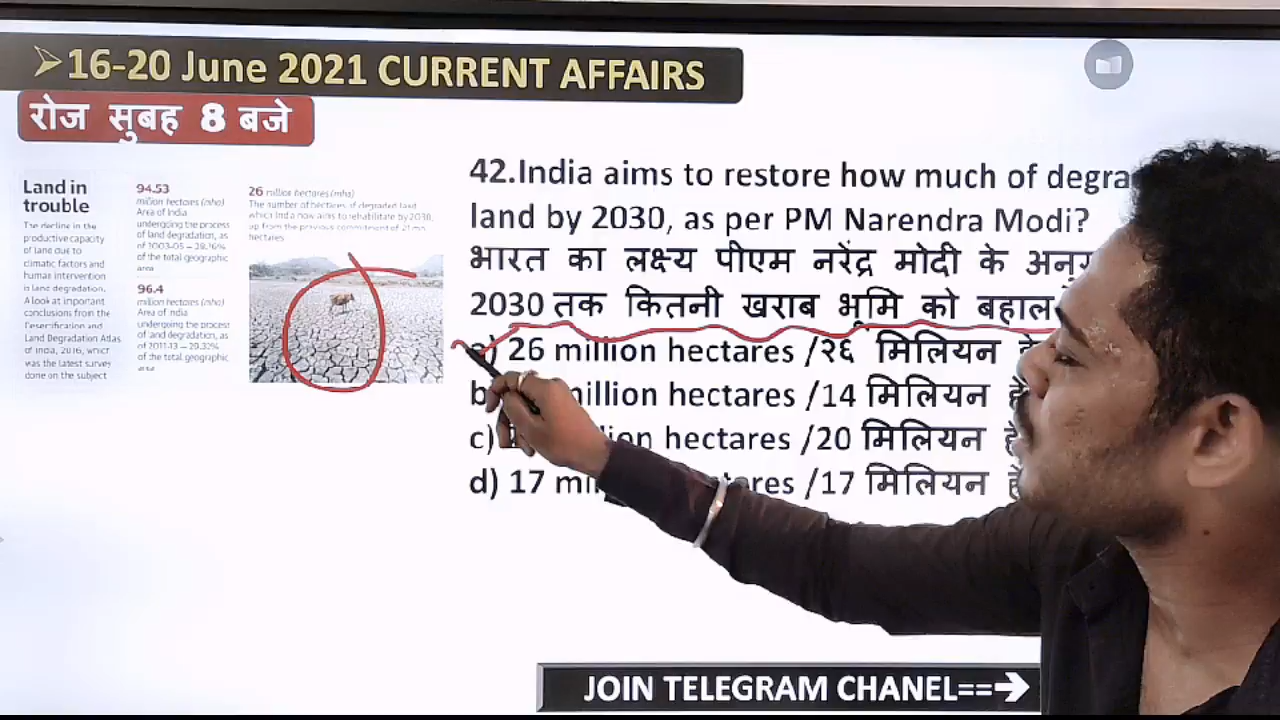 ➢16-20 June 2021 CURRENT AFFAIRS
रोज सुबह 8 बजे
Land in
trouble
The decline in the
productive capacity
of land due to
climatic factors and
human intervention
is land degradation.
A look at important
conclusions from the
Desertification and
Land Degradation Atlas
of India, 2016, which
was the latest survey
done on the subject
94.53
million hectares (mha)
Area of India
undergoing the process
of land degradation, as
of 2003-05 –
of the total geographic
area
96.4
million hectares (mha)
Area of India
undergoing the process
of land degradation, as
of 2011-13 – 29.32%
of the total geographic
area
26 million hectares (mha)
The number of hectares of degraded land
which India now aims to rehabilitate by 2030,
up from the previous commitment of 21 mn
hectares
42.India aims to restore how much of
land by 2030, as per PM Narendra Modi?
भारत का लक्ष्य पीएम नरेंद्र मोदी के
2030 तक कितनी खराब भूमि को बहाल
a) 26 million hectares /२६ मिलियन
million hectares /14 मिलियन
c) hectares /20 मिलियन
d) 17 /17 मिलियन
JOIN TELEGRAM CHANEL==➔